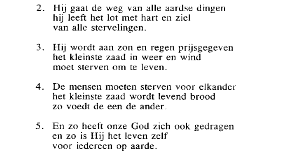 2. Hij gaat de weg van alle aardse dingen
hij leeft het lot met hart en ziel
van alle stervelingen.
3. Hij wordt aan zon en regen prijsgegeven
het kleinste zaad in weer en wind
moet sterven om te leven.
4. De mensen moeten sterven voor elkander
het kleinste zaad wordt levend brood
zo voedt de een de ander.
5. En zo heeft onze God zich ook gedragen
en zo is Hij het leven zelf
voor iedereen op aarde.